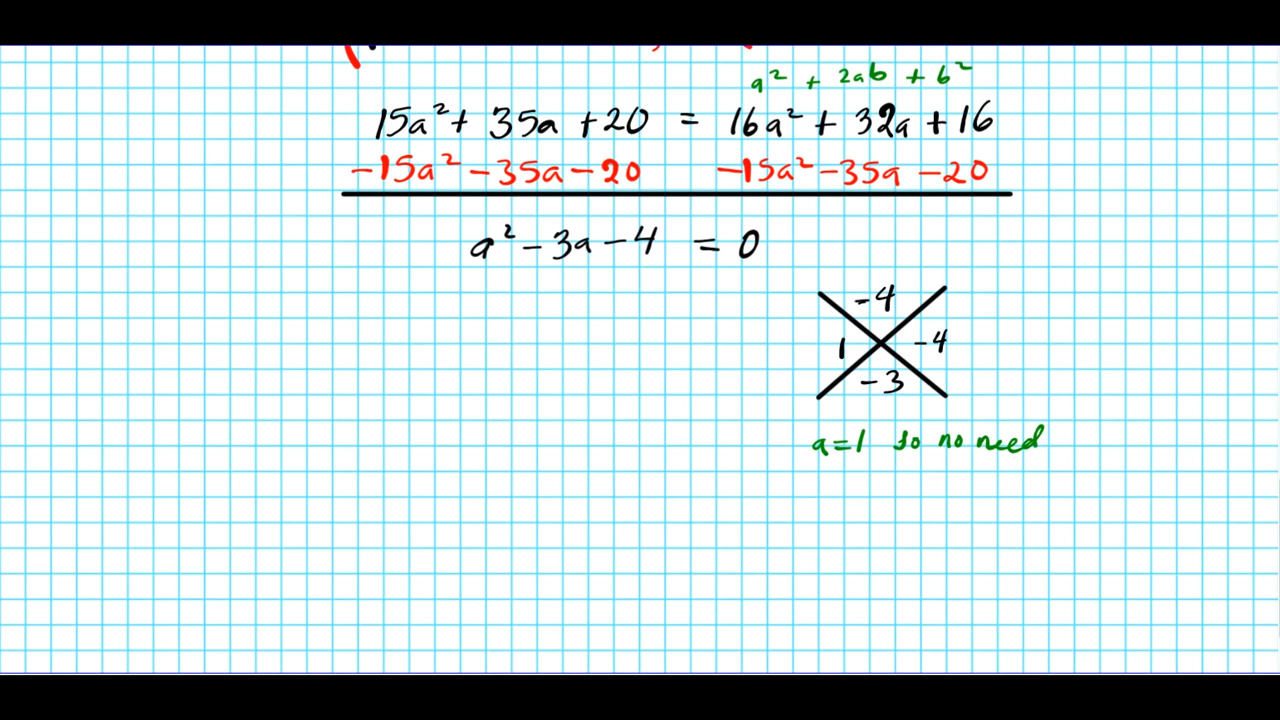 a² + 2ab + b²
15a² + 35a + 20 = 16a² + 32a + 16
-15a² - 35a - 20 -15a² - 35a - 20
a² - 3a - 4 = 0
-4
1 -4
-3
a = 1 so no need